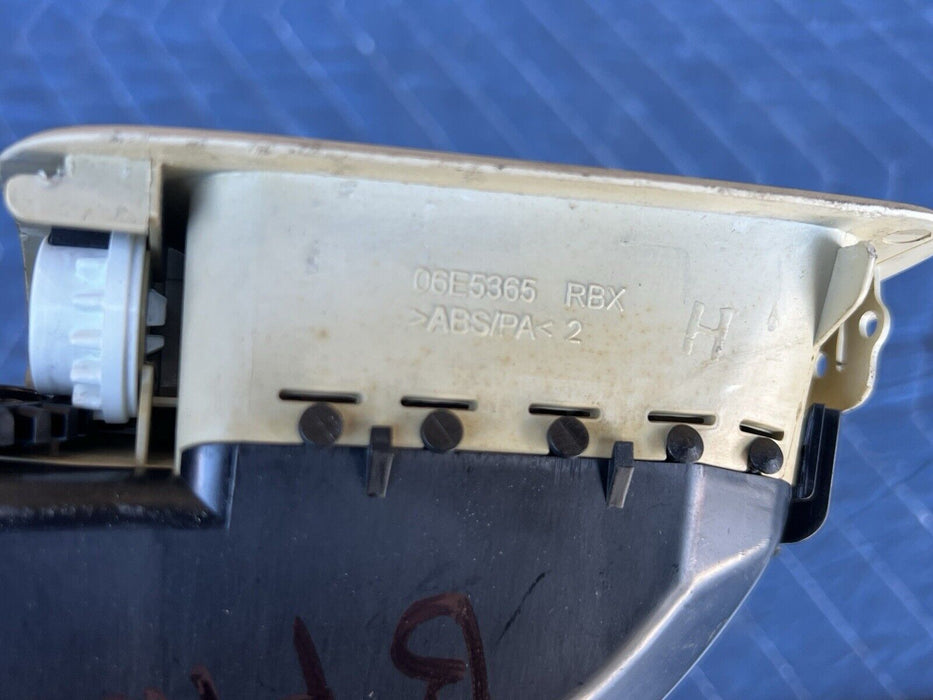 06E5365 RBX
>ABS/PA< 2
H